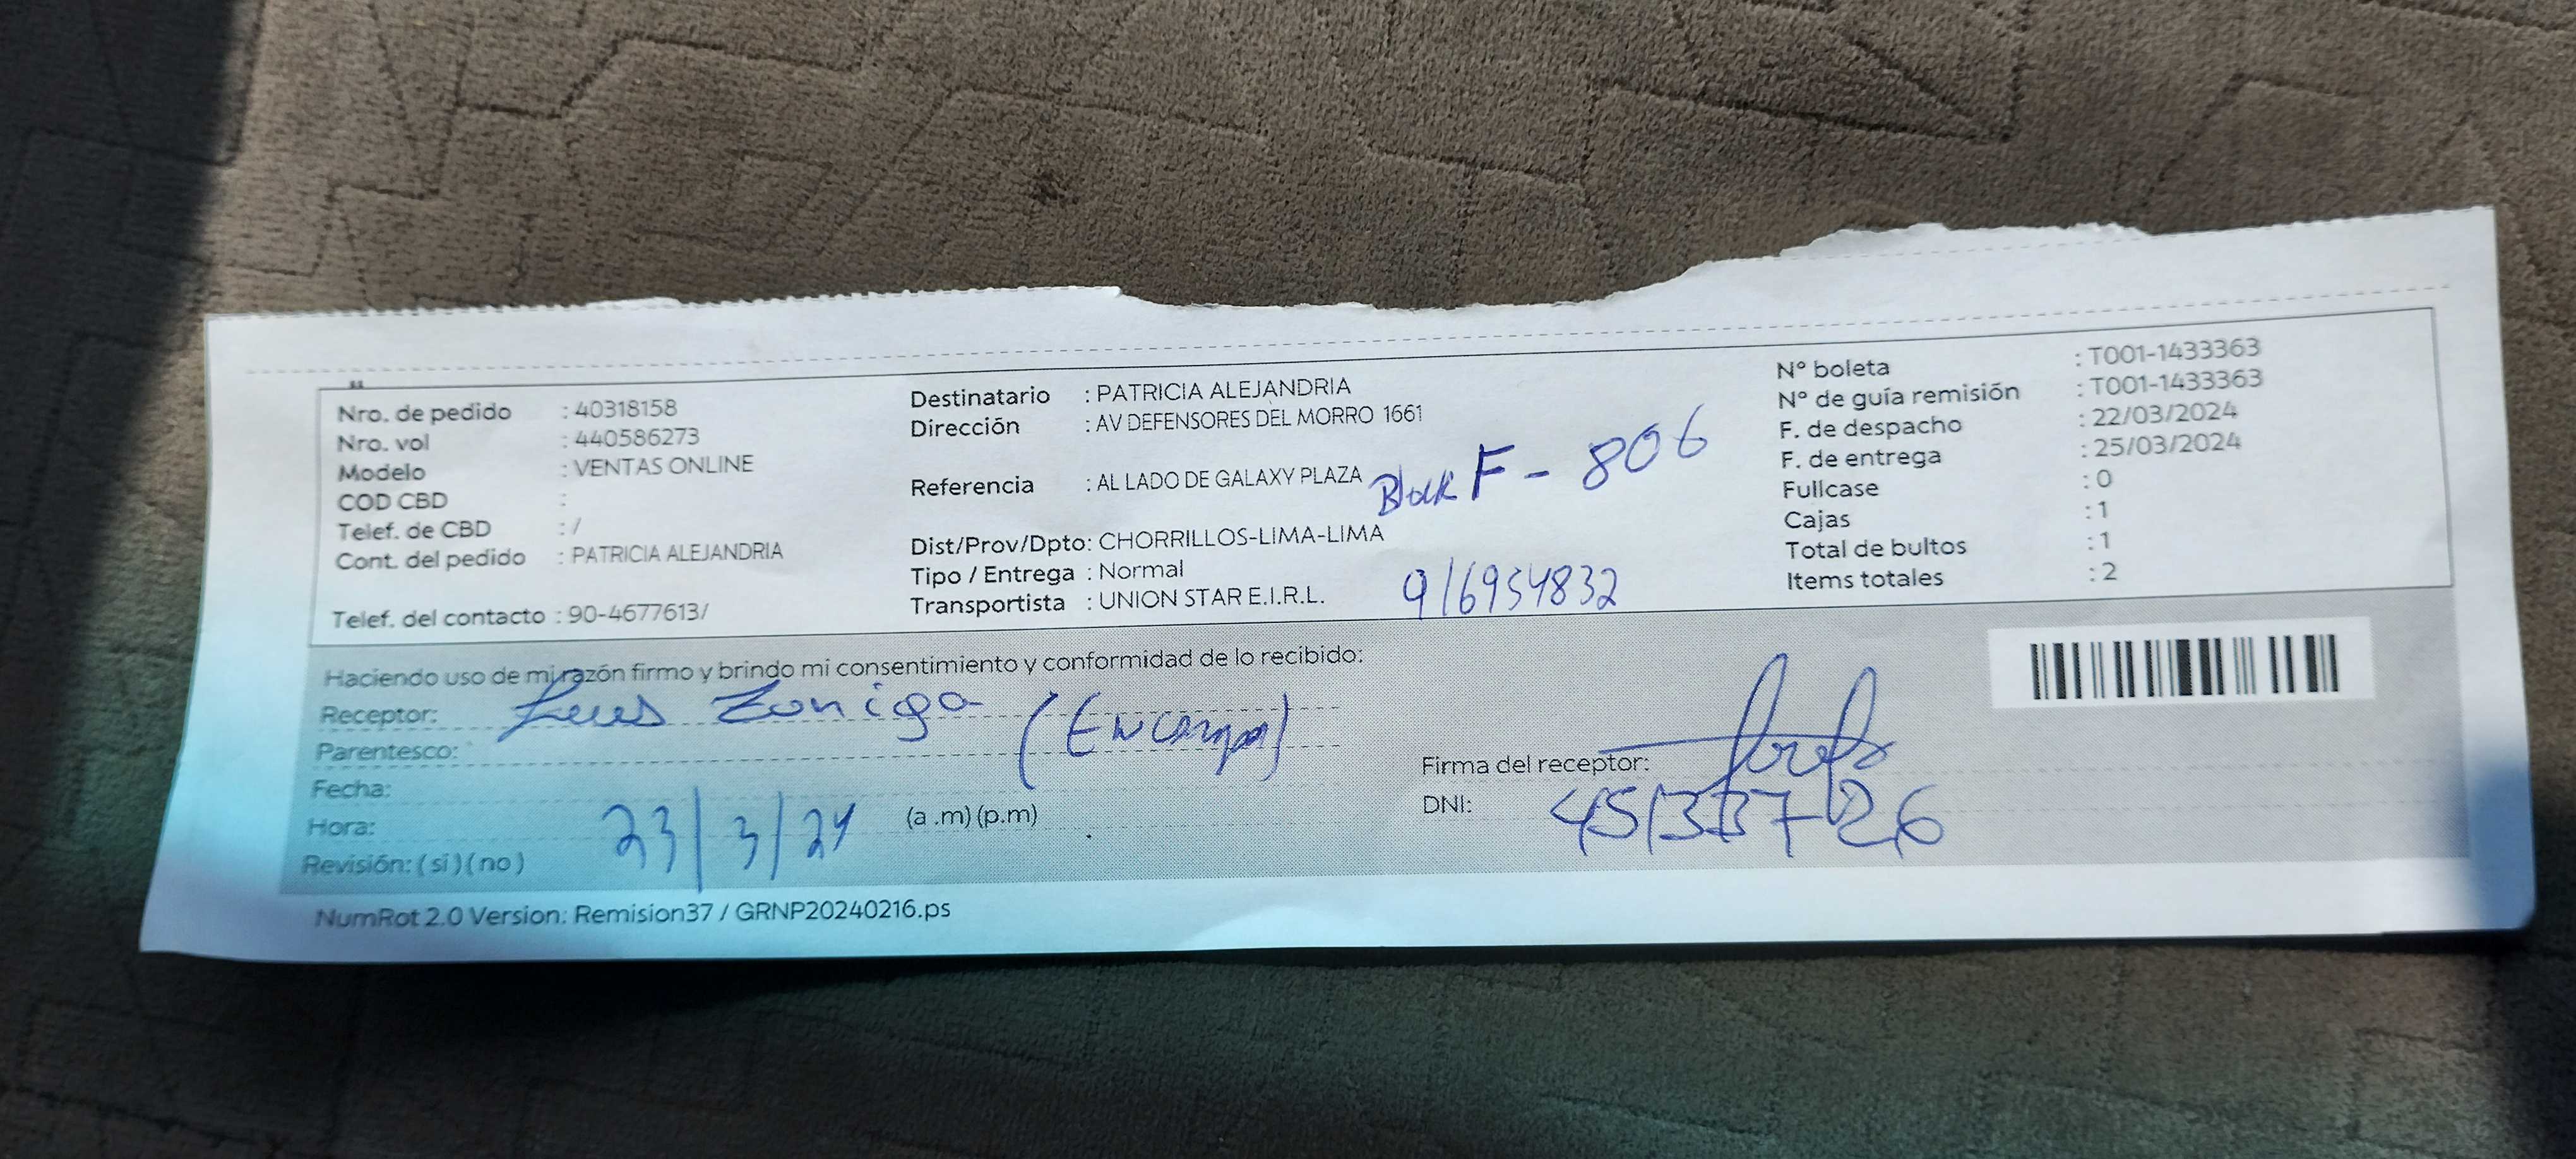 Nro. de pedido : 40318158
Nro. vol : 440586273
Modelo : VENTAS ONLINE
COD CBD :
Telef. de CBD : /
Cont. del pedido : PATRICIA ALEJANDRIA
Telef. del contacto : 90-4677613/
Destinatario : PATRICIA ALEJANDRIA
Dirección : AV DEFENSORES DEL MORRO 1661
Referencia : AL LADO DE GALAXY PLAZA Block F - 806
Dist/Prov/Dpto: CHORRILLOS-LIMA-LIMA
Tipo / Entrega : Normal
Transportista : UNION STAR E.I.R.L. 916954832
N° boleta : T001-1433363
N° de guía remisión : T001-1433363
F. de despacho : 22/03/2024
F. de entrega : 25/03/2024
Fullcase : 0
Cajas : 1
Total de bultos : 1
Items totales : 2
Haciendo uso de mi razón firmo y brindo mi consentimiento y conformidad de lo recibido:
Receptor: Luis Zuniga
Parentesco:
Fecha:
Hora: 23/3/24 (a .m) (p.m)
Revisión: ( si ) ( no )
Firma del receptor:
DNI:
NumRot 2.0 Version: Remision37 / GRNP20240216.ps